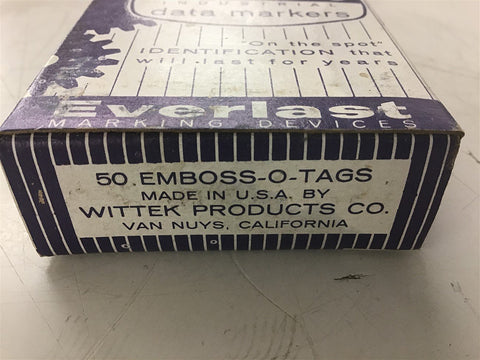 INDUSTRIAL
data markers
"On the spot"
IDENTIFICATION that
will last for years
Everlast
MARKING DEVICES
50 EMBOSS-O-TAGS
MADE IN U.S.A. BY
WITTEK PRODUCTS CO.
VAN NUYS, CALIFORNIA